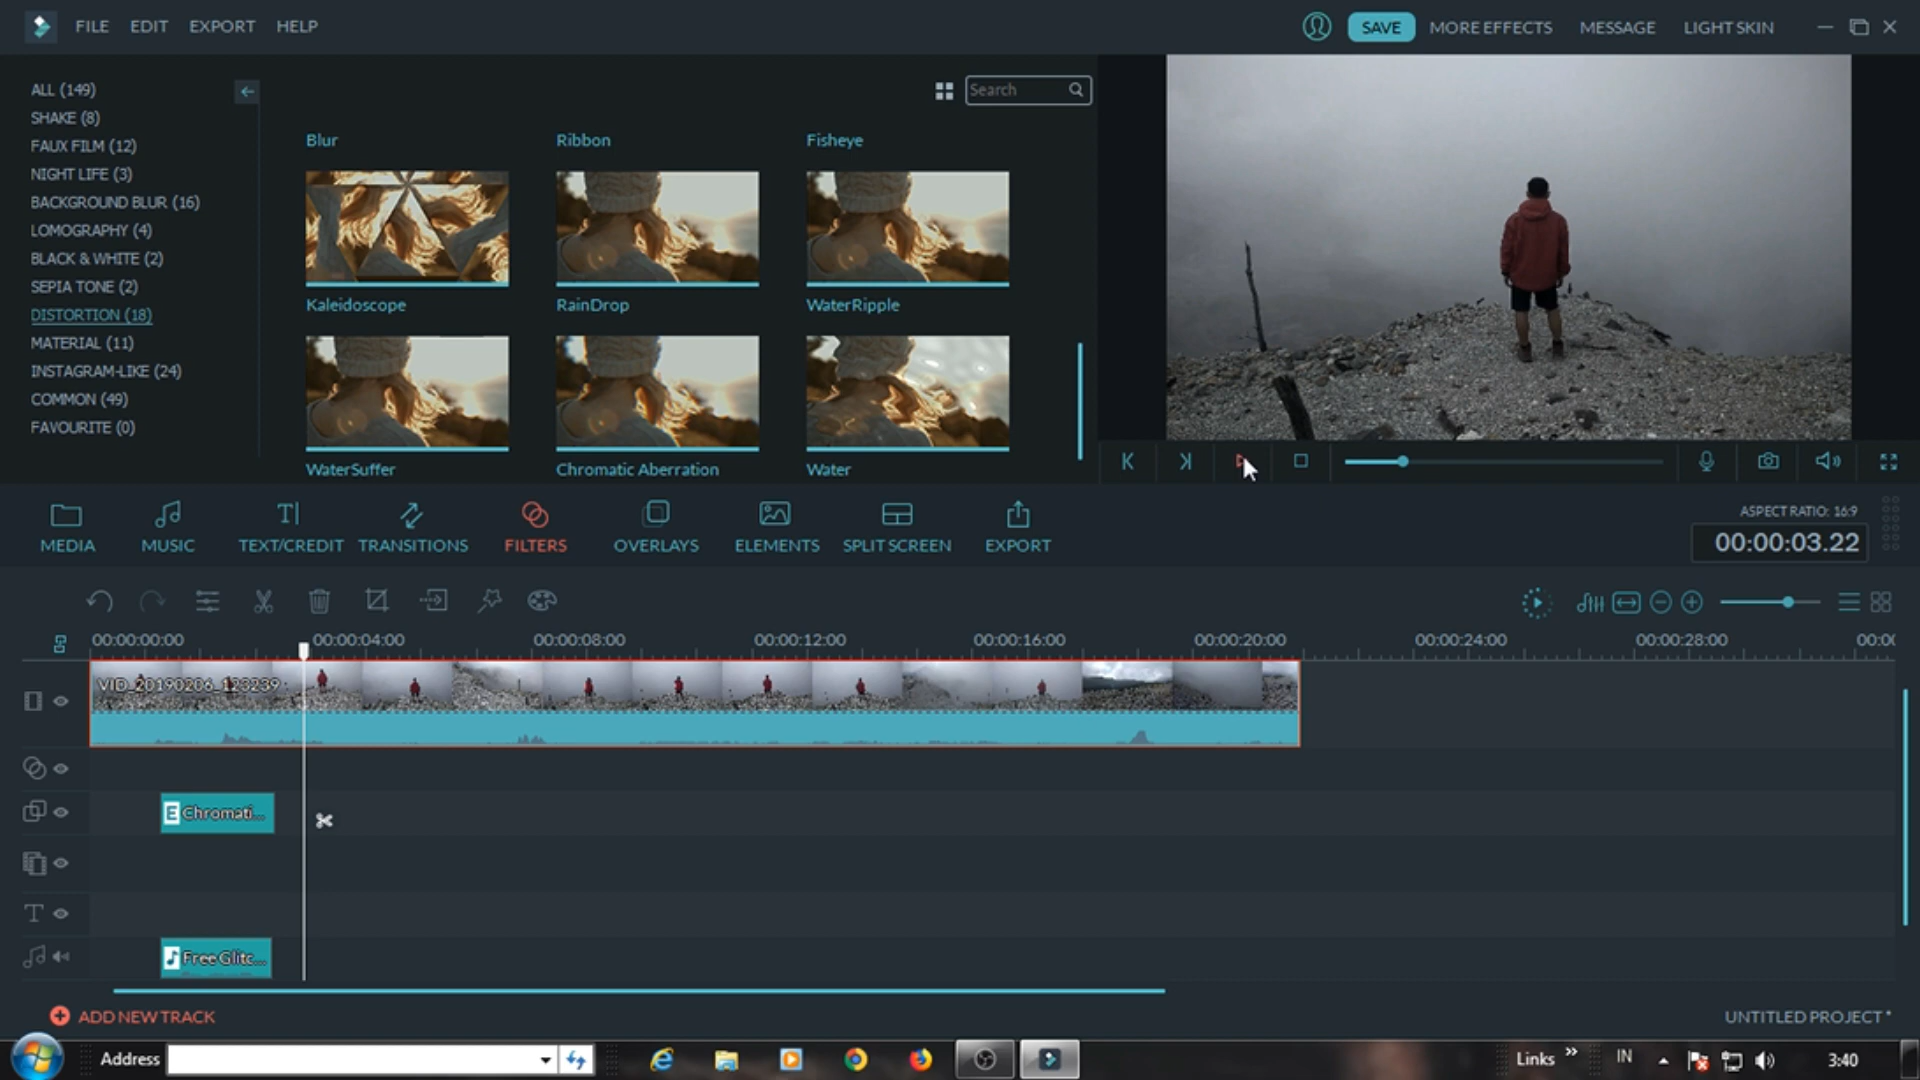 FILE EDIT EXPORT HELP
SAVE MORE EFFECTS MESSAGE LIGHT SKIN
ALL (149)
SHAKE (8)
FAUX FILM (12)
NIGHT LIFE (3)
BACKGROUND BLUR (16)
LOMOGRAPHY (4)
BLACK & WHITE (2)
SEPIA TONE (2)
DISTORTION (18)
MATERIAL (11)
INSTAGRAM-LIKE (24)
COMMON (49)
FAVOURITE (0)
Search
Blur Ribbon Fisheye
Kaleidoscope RainDrop WaterRipple
WaterSuffer Chromatic Aberration Water
MEDIA MUSIC TEXT/CREDIT TRANSITIONS FILTERS OVERLAYS ELEMENTS SPLIT SCREEN EXPORT
ASPECT RATIO: 16:9
00:00:03.22
00:00:00:00 00:00:04:00 00:00:08:00 00:00:12:00 00:00:16:00 00:00:20:00 00:00:24:00 00:00:28:00 00:00
VID_20190206_123239
E Chromati...
Free Glitc...
ADD NEW TRACK
UNTITLED PROJECT *
Address
Links » IN 3:40